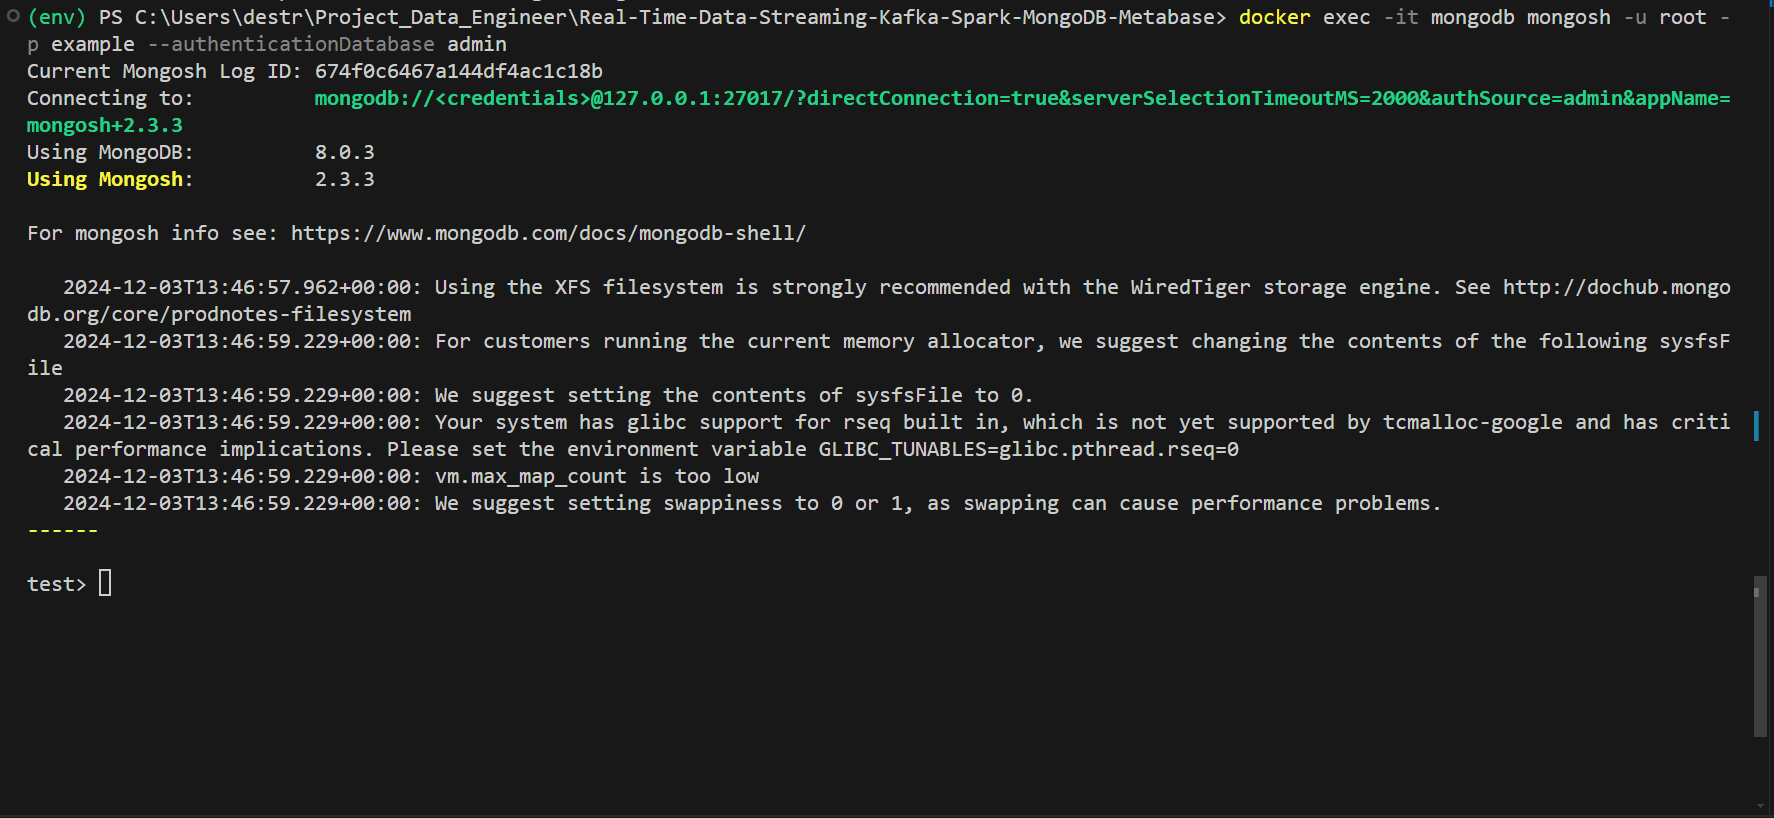 (env) PS C:\Users\destr\Project_Data_Engineer\Real-Time-Data-Streaming-Kafka-Spark-MongoDB-Metabase> docker exec -it mongodb mongosh -u root -
p example --authenticationDatabase admin
Current Mongosh Log ID: 674f0c6467a144df4ac1c18b
Connecting to: mongodb://<credentials>@127.0.0.1:27017/?directConnection=true&serverSelectionTimeoutMS=2000&authSource=admin&appName=
mongosh+2.3.3
Using MongoDB: 8.0.3
Using Mongosh: 2.3.3
For mongosh info see: https://www.mongodb.com/docs/mongodb-shell/
2024-12-03T13:46:57.962+00:00: Using the XFS filesystem is strongly recommended with the WiredTiger storage engine. See http://dochub.mongo
db.org/core/prodnotes-filesystem
2024-12-03T13:46:59.229+00:00: For customers running the current memory allocator, we suggest changing the contents of the following sysfsF
ile
2024-12-03T13:46:59.229+00:00: We suggest setting the contents of sysfsFile to 0.
2024-12-03T13:46:59.229+00:00: Your system has glibc support for rseq built in, which is not yet supported by tcmalloc-google and has criti
cal performance implications. Please set the environment variable GLIBC_TUNABLES=glibc.pthread.rseq=0
2024-12-03T13:46:59.229+00:00: vm.max_map_count is too low
2024-12-03T13:46:59.229+00:00: We suggest setting swappiness to 0 or 1, as swapping can cause performance problems.
------
test>